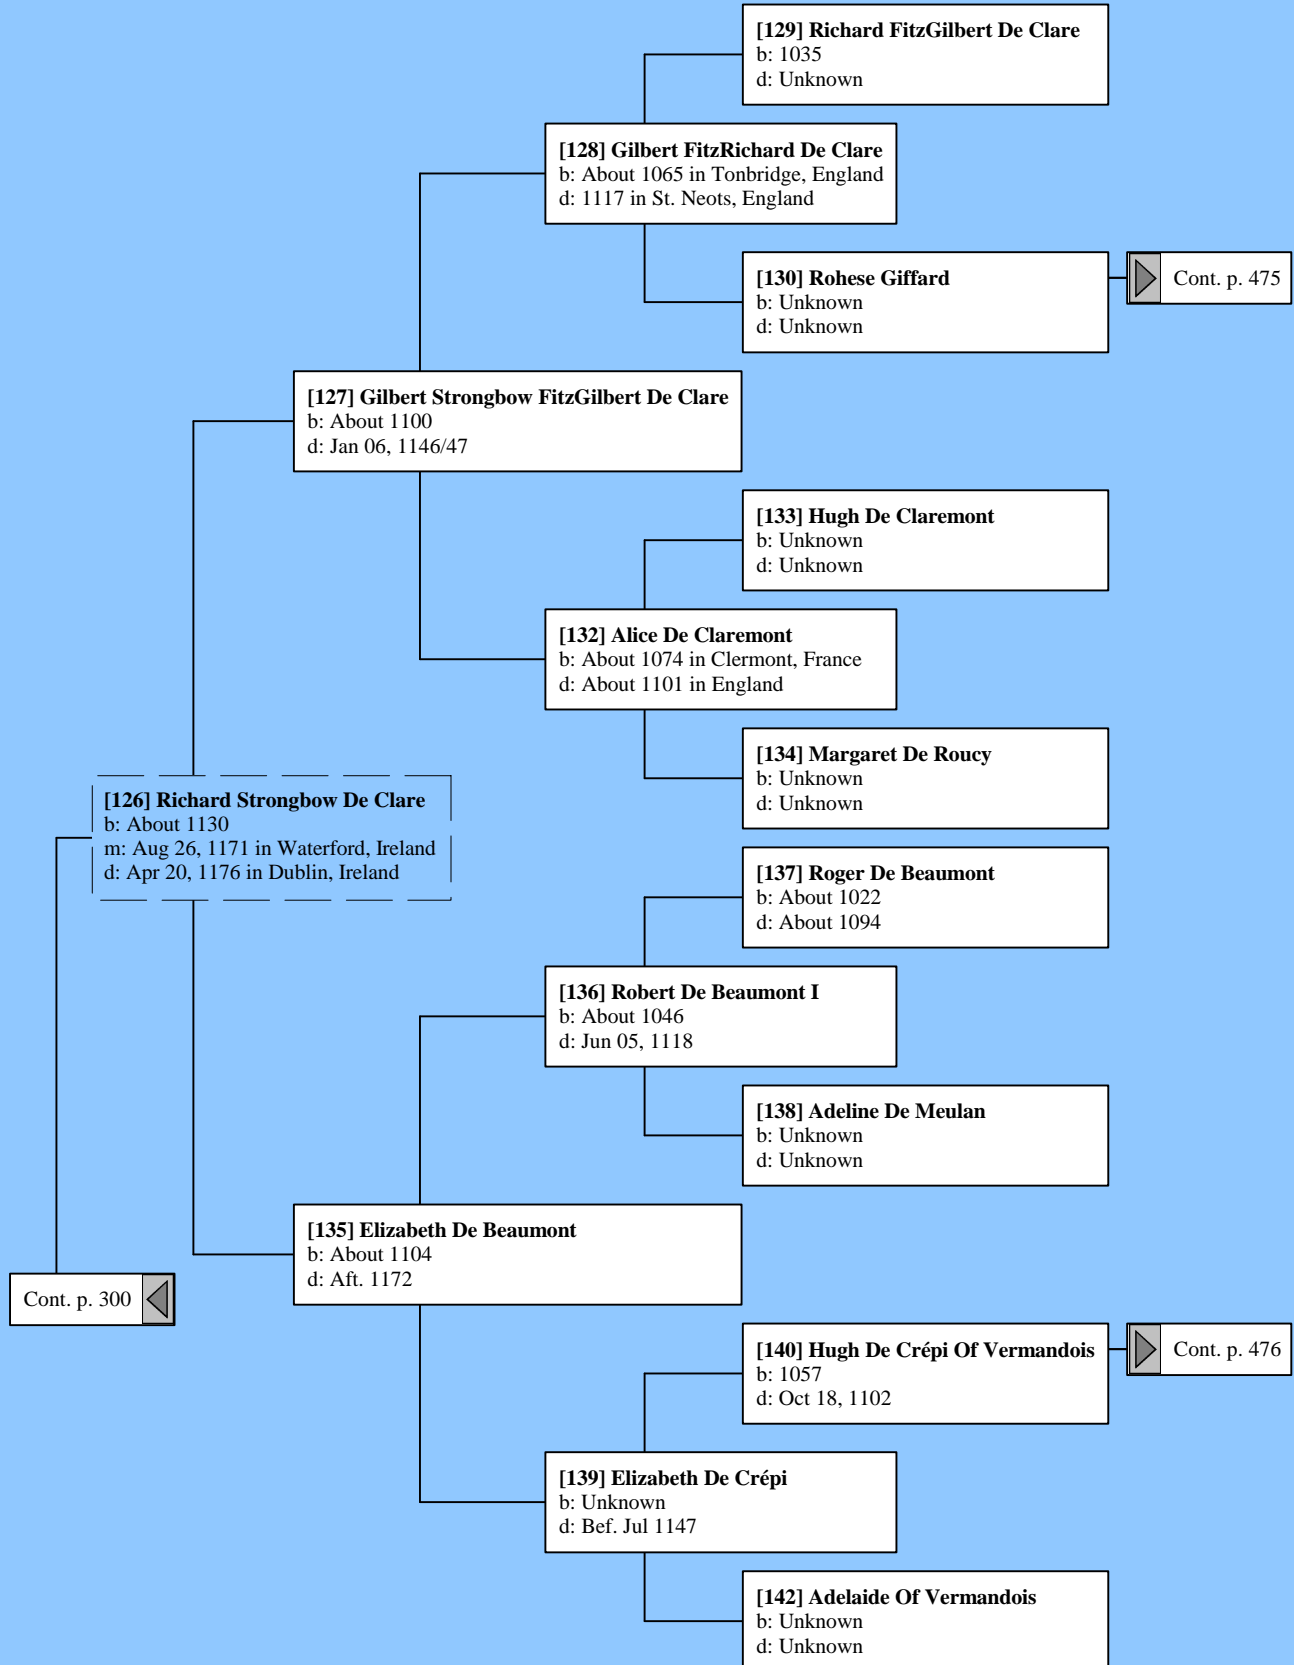 [129] Richard FitzGilbert De Clare
b: 1035
d: Unknown
[128] Gilbert FitzRichard De Clare
b: About 1065 in Tonbridge, England
d: 1117 in St. Neots, England
[130] Rohese Giffard
b: Unknown
d: Unknown
Cont. p. 475
[127] Gilbert Strongbow FitzGilbert De Clare
b: About 1100
d: Jan 06, 1146/47
[133] Hugh De Claremont
b: Unknown
d: Unknown
[132] Alice De Claremont
b: About 1074 in Clermont, France
d: About 1101 in England
[134] Margaret De Roucy
b: Unknown
d: Unknown
[126] Richard Strongbow De Clare
b: About 1130
m: Aug 26, 1171 in Waterford, Ireland
d: Apr 20, 1176 in Dublin, Ireland
[137] Roger De Beaumont
b: About 1022
d: About 1094
[136] Robert De Beaumont I
b: About 1046
d: Jun 05, 1118
[138] Adeline De Meulan
b: Unknown
d: Unknown
[135] Elizabeth De Beaumont
b: About 1104
d: Aft. 1172
Cont. p. 300
[140] Hugh De Crépi Of Vermandois
b: 1057
d: Oct 18, 1102
Cont. p. 476
[139] Elizabeth De Crépi
b: Unknown
d: Bef. Jul 1147
[142] Adelaide Of Vermandois
b: Unknown
d: Unknown